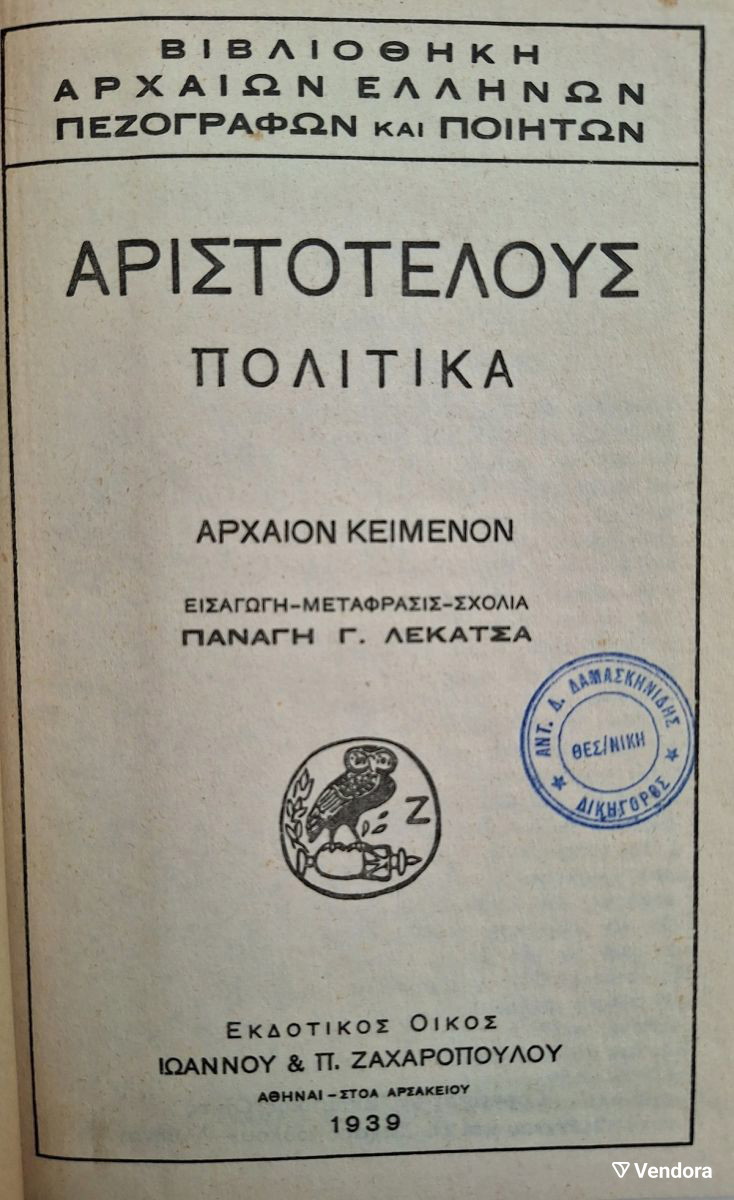 ΒΙΒΛΙΟΘΗΚΗ
ΑΡΧΑΙΩΝ ΕΛΛΗΝΩΝ
ΠΕΖΟΓΡΑΦΩΝ ΚΑΙ ΠΟΙΗΤΩΝ
ΑΡΙΣΤΟΤΕΛΟΥΣ
ΠΟΛΙΤΙΚΑ
ΑΡΧΑΙΟΝ ΚΕΙΜΕΝΟΝ
ΕΙΣΑΓΩΓΗ-ΜΕΤΑΦΡΑΣΙΣ-ΣΧΟΛΙΑ
ΠΑΝΑΓΗ Γ. ΛΕΚΑΤΣΑ
ΑΝΤ. Δ. ΔΑΜΑΣΚΗΝΙΔΗΣ
ΘΕΣ/ΝΙΚΗ
ΔΙΚΗΓΟΡΟΣ
Ζ
ΕΚΔΟΤΙΚΟΣ ΟΙΚΟΣ
ΙΩΑΝΝΟΥ & Π. ΖΑΧΑΡΟΠΟΥΛΟΥ
ΑΘΗΝΑΙ-ΣΤΟΑ ΑΡΣΑΚΕΙΟΥ
1939
Vendora